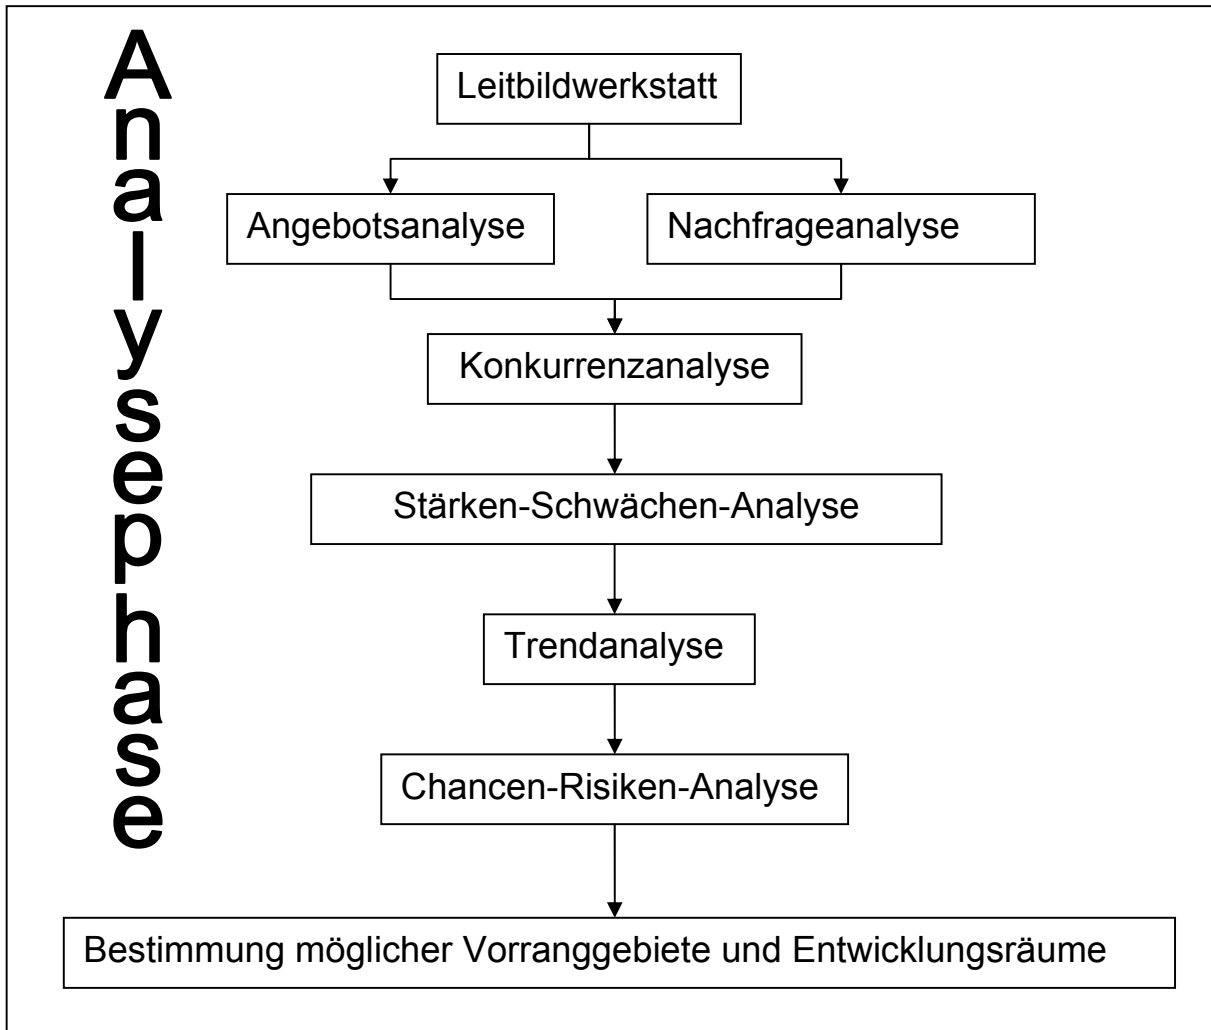 Analysephase
Leitbildwerkstatt
Angebotsanalyse
Nachfrageanalyse
Konkurrenzanalyse
Stärken-Schwächen-Analyse
Trendanalyse
Chancen-Risiken-Analyse
Bestimmung möglicher Vorranggebiete und Entwicklungsräume